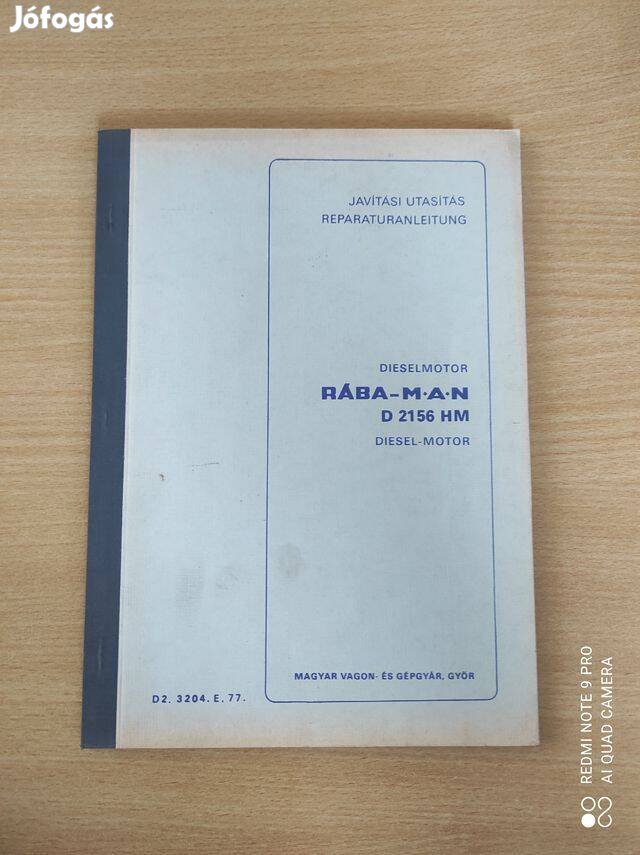 Jófogás
JAVÍTÁSI UTASÍTÁS
REPARATURANLEITUNG
DIESELMOTOR
RÁBA-M·A·N
D 2156 HM
DIESEL-MOTOR
MAGYAR VAGON- ÉS GÉPGYÁR, GYŐR
D2. 3204. E. 77.
REDMI NOTE 9 PRO
AI QUAD CAMERA